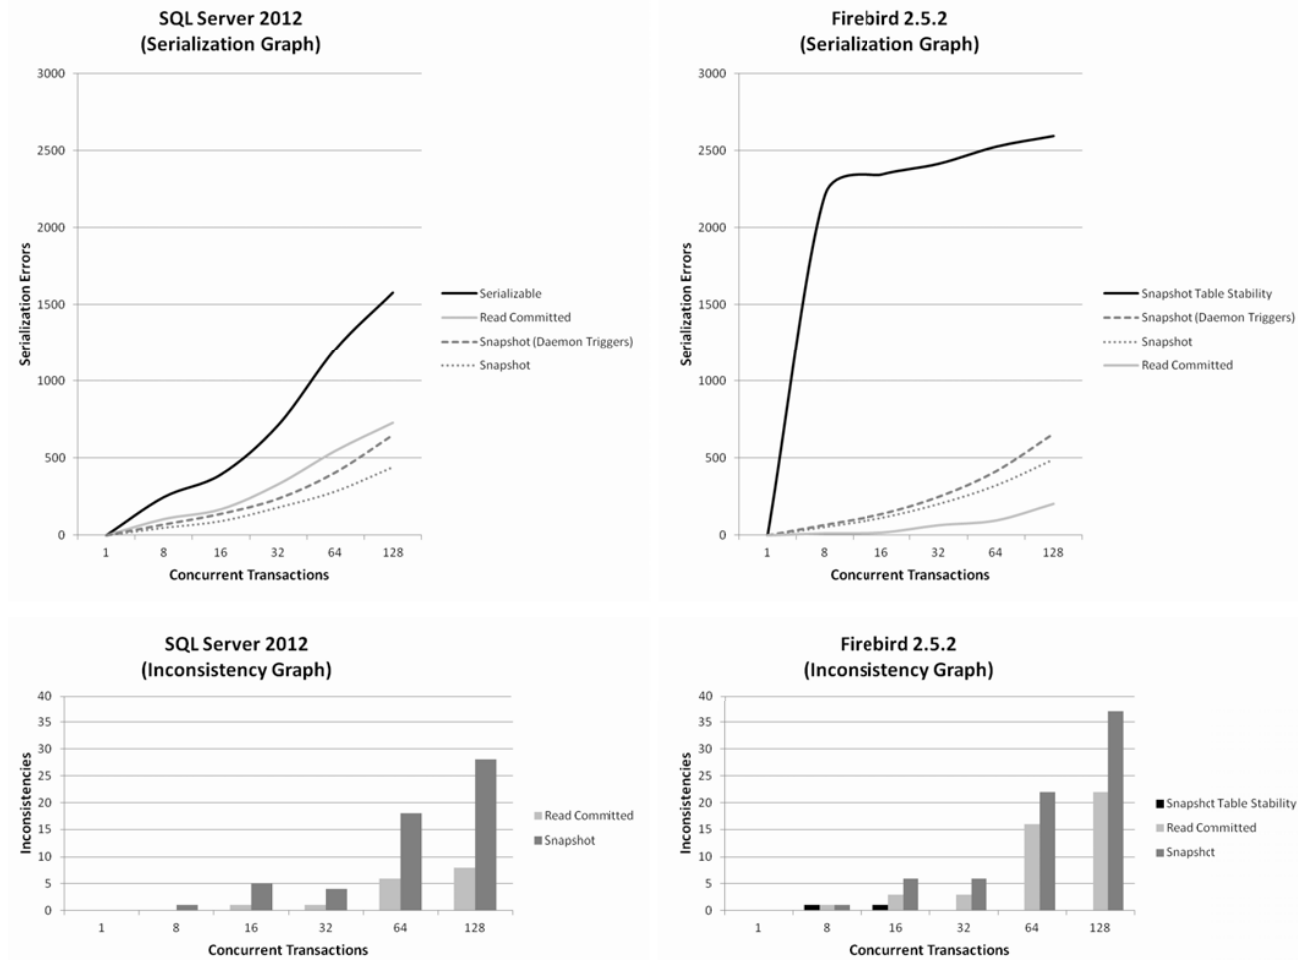 SQL Server 2012
(Serialization Graph)
3000
2500
2000
1500
1000
500
0
Serialization Errors
1 8 16 32 64 128
Concurrent Transactions
Serializable
Read Committed
Snapshot (Daemon Triggers)
Snapshot
Firebird 2.5.2
(Serialization Graph)
3000
2500
2000
1500
1000
500
0
Serialization Errors
1 8 16 32 64 128
Concurrent Transactions
Snapshot Table Stability
Snapshot (Daemon Triggers)
Snapshot
Read Committed
SQL Server 2012
(Inconsistency Graph)
40
35
30
25
20
15
10
5
0
Inconsistencies
1 8 16 32 64 128
Concurrent Transactions
Read Committed
Snapshot
Firebird 2.5.2
(Inconsistency Graph)
40
35
30
25
20
15
10
5
0
Inconsistencies
1 8 16 32 64 128
Concurrent Transactions
Snapshot Table Stability
Read Committed
Snapshot